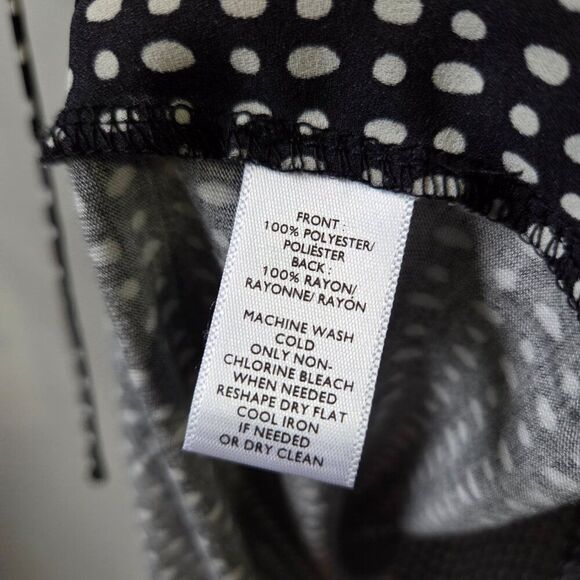 FRONT :
100% POLYESTER/
POLIÉSTER
BACK :
100% RAYON/
RAYONNE/ RAYÓN
MACHINE WASH
COLD
ONLY NON-
CHLORINE BLEACH
WHEN NEEDED
RESHAPE DRY FLAT
COOL IRON
IF NEEDED
OR DRY CLEAN